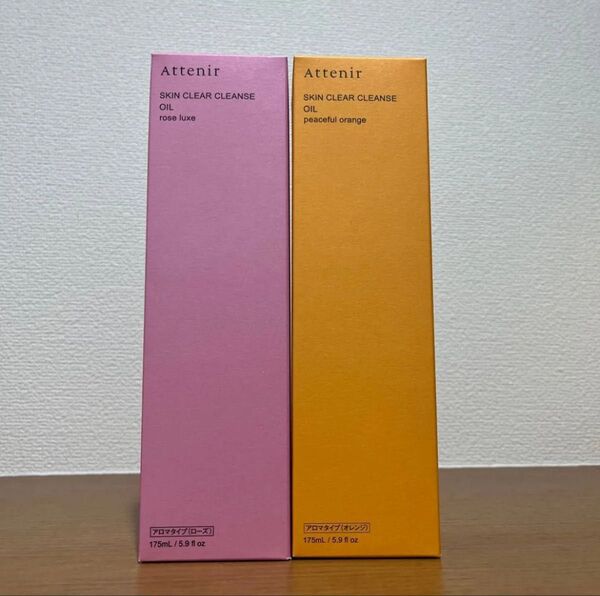 Attenir
SKIN CLEAR CLEANSE
OIL
rose luxe
アロマタイプ(ローズ)
175mL / 5.9 fl oz
Attenir
SKIN CLEAR CLEANSE
OIL
peaceful orange
アロマタイプ(オレンジ)
175mL / 5.9 fl oz